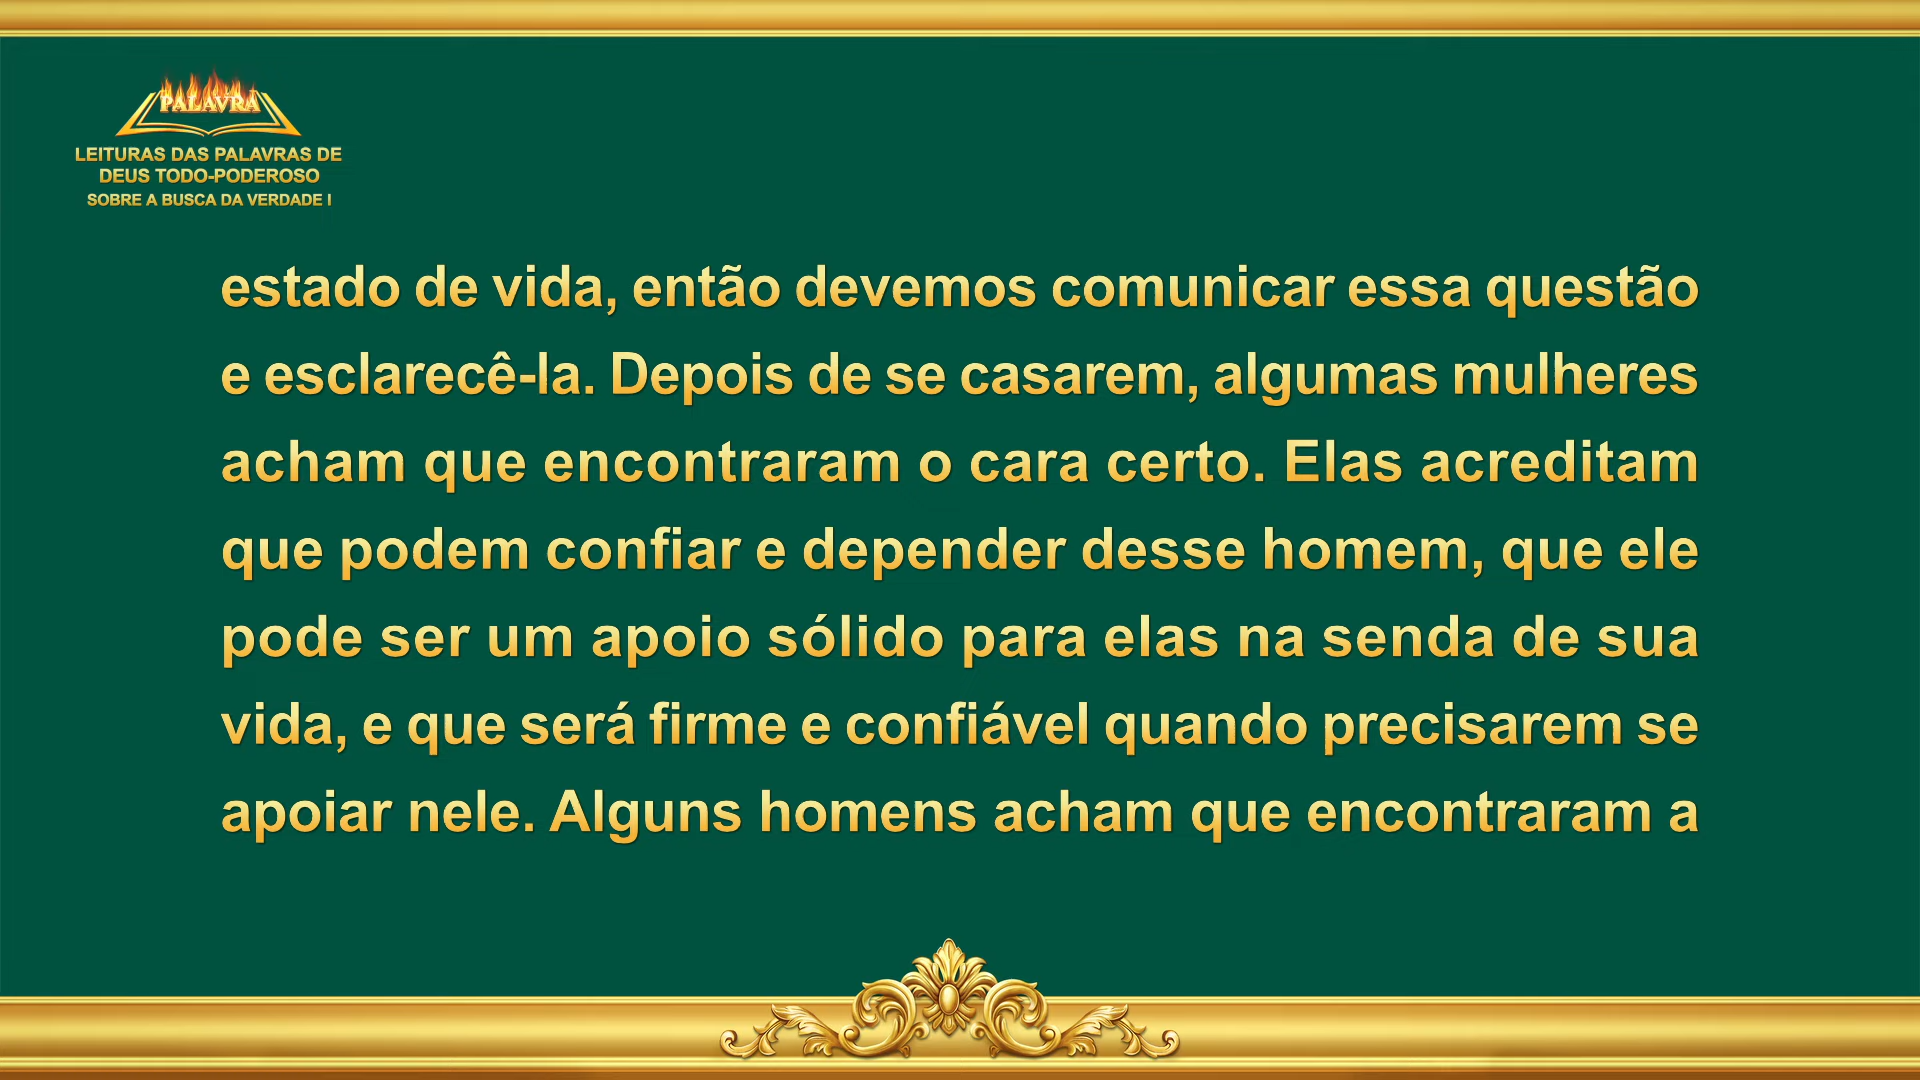 PALAVRA
LEITURAS DAS PALAVRAS DE
DEUS TODO-PODEROSO
SOBRE A BUSCA DA VERDADE I
estado de vida, então devemos comunicar essa questão
e esclarecê-la. Depois de se casarem, algumas mulheres
acham que encontraram o cara certo. Elas acreditam
que podem confiar e depender desse homem, que ele
pode ser um apoio sólido para elas na senda de sua
vida, e que será firme e confiável quando precisarem se
apoiar nele. Alguns homens acham que encontraram a